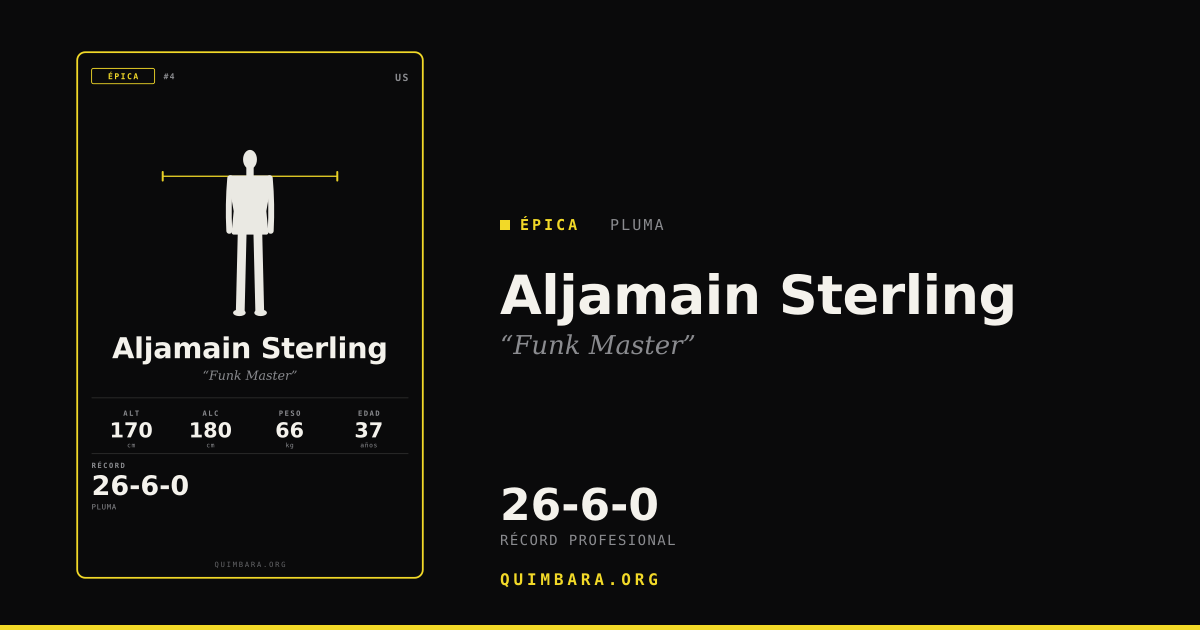 ÉPICA #4 US
Aljamain Sterling
“Funk Master”
ALT ALC PESO EDAD
170 180 66 37
cm cm kg años
RÉCORD
26-6-0
PLUMA
QUIMBARA.ORG
ÉPICA PLUMA
Aljamain Sterling
“Funk Master”
26-6-0
RÉCORD PROFESIONAL
QUIMBARA.ORG